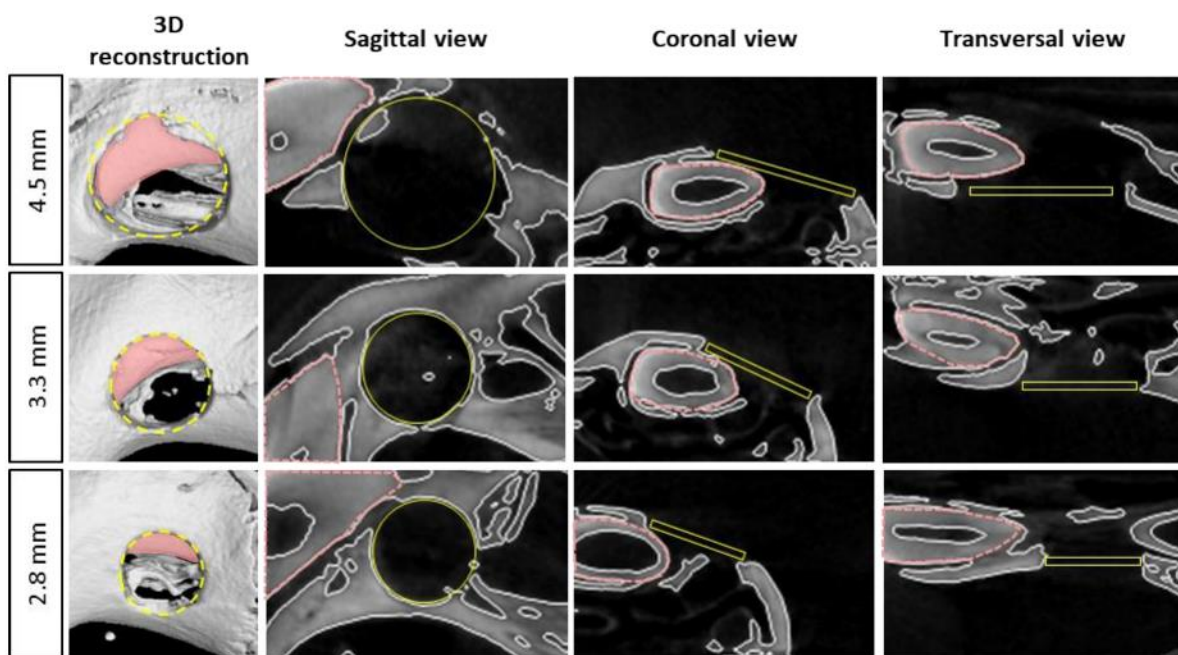 3D
reconstruction
Sagittal view
Coronal view
Transversal view
4.5 mm
3.3 mm
2.8 mm